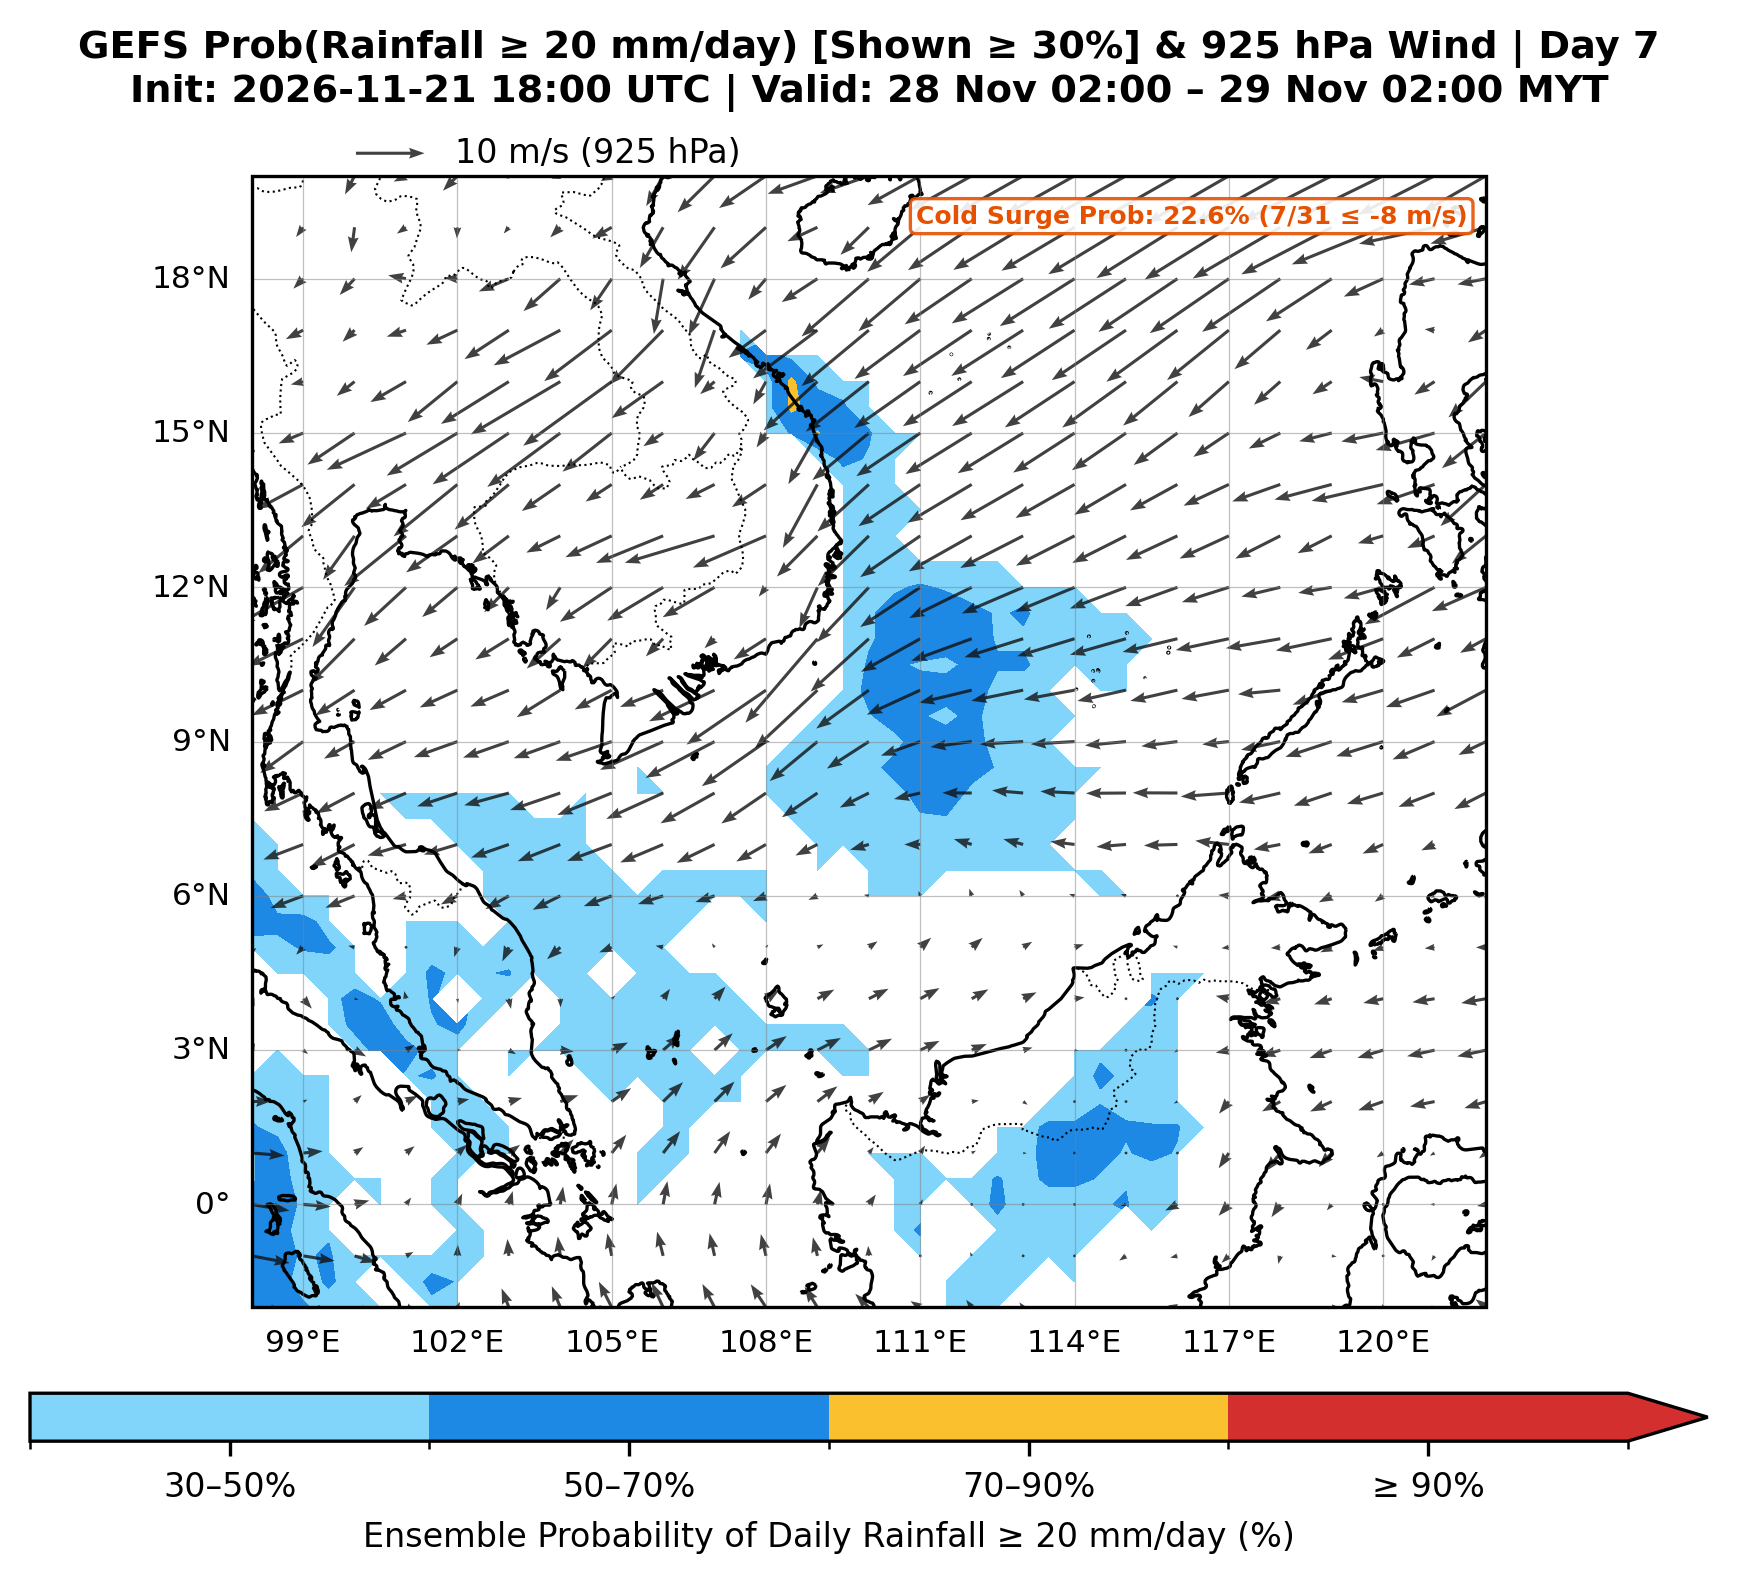 GEFS Prob(Rainfall ≥ 20 mm/day) [Shown ≥ 30%] & 925 hPa Wind | Day 7
Init: 2026-11-21 18:00 UTC | Valid: 28 Nov 02:00 – 29 Nov 02:00 MYT
10 m/s (925 hPa)
Cold Surge Prob: 22.6% (7/31 ≤ -8 m/s)
18°N
15°N
12°N
9°N
6°N
3°N
0°
99°E 102°E 105°E 108°E 111°E 114°E 117°E 120°E
30–50% 50–70% 70–90% ≥ 90%
Ensemble Probability of Daily Rainfall ≥ 20 mm/day (%)